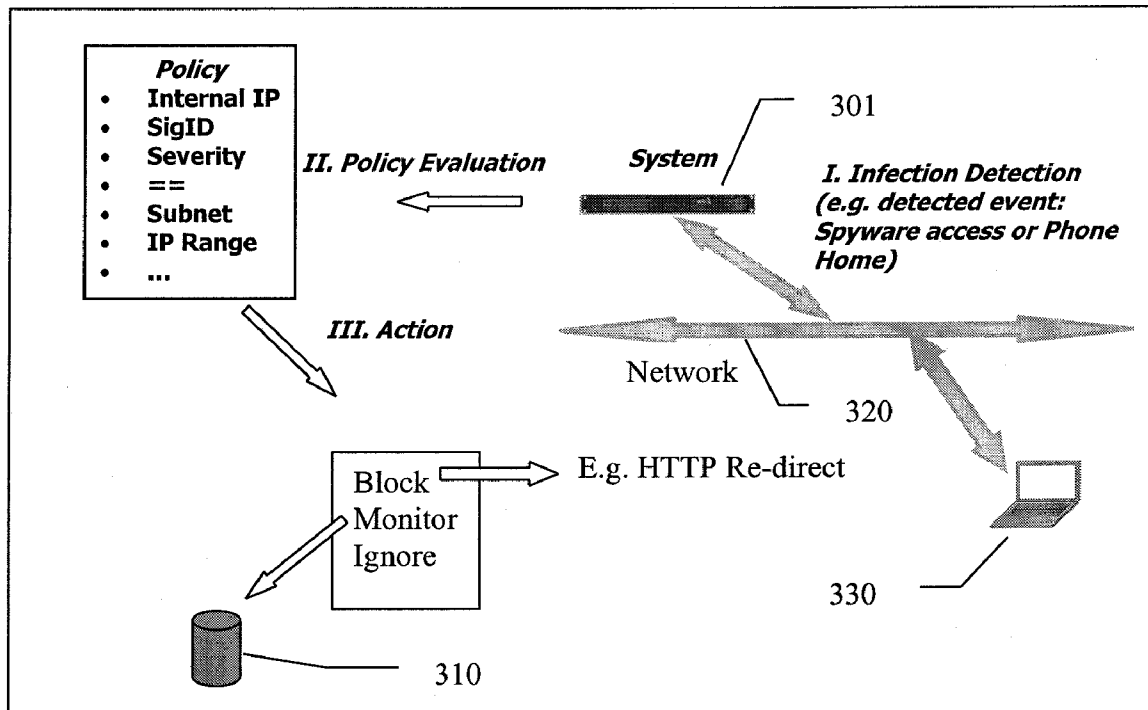 Policy
• Internal IP
• SigID
• Severity
• ==
• Subnet
• IP Range
• ...
II. Policy Evaluation
System
301
I. Infection Detection
(e.g. detected event:
Spyware access or Phone
Home)
III. Action
Network
320
Block
Monitor
Ignore
E.g. HTTP Re-direct
330
310